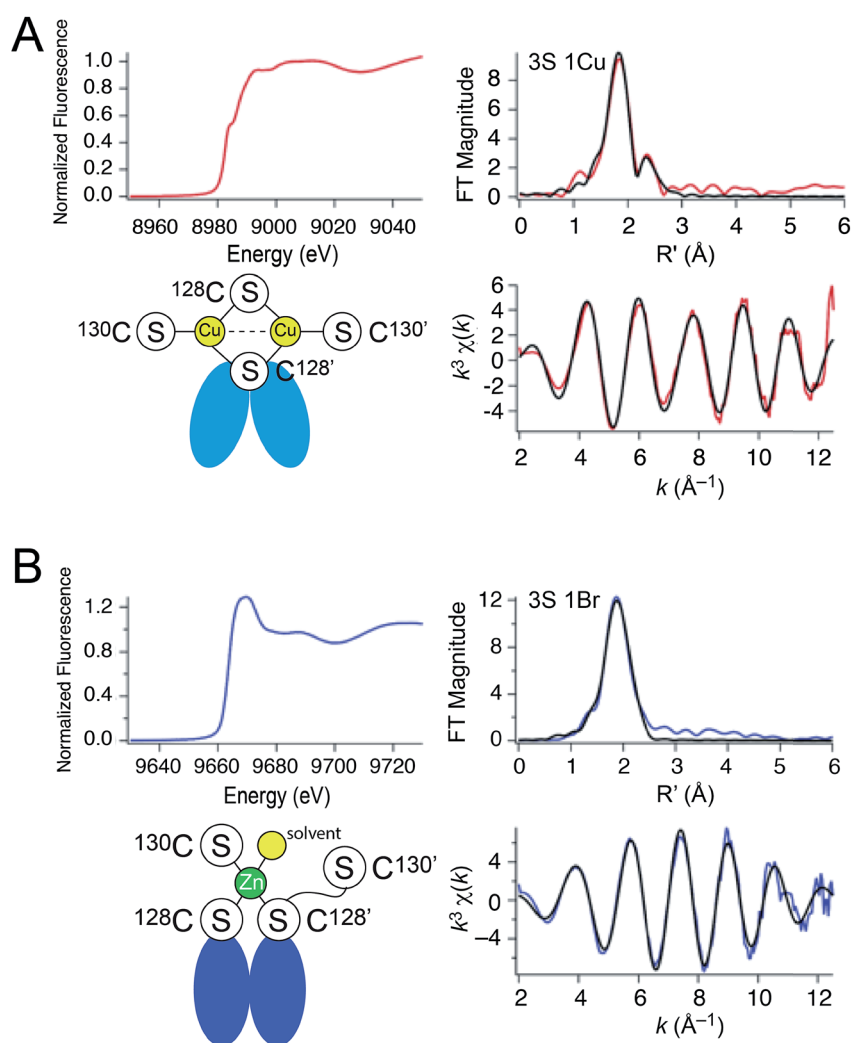 A
Normalized Fluorescence
1.0
0.8
0.6
0.4
0.2
0.0
8960 8980 9000 9020 9040
Energy (eV)
3S 1Cu
FT Magnitude
8
6
4
2
0
0 1 2 3 4 5 6
R' (Å)
128C S
130C S Cu Cu S C130'
S C128'
k3 χ(k)
6
4
2
0
-2
-4
2 4 6 8 10 12
k (Å–1)
B
Normalized Fluorescence
1.2
0.8
0.4
0.0
9640 9660 9680 9700 9720
Energy (eV)
3S 1Br
FT Magnitude
12
8
4
0
0 1 2 3 4 5 6
R’ (Å)
130C S solvent
S C130’
Zn
128C S S C128’
k3 χ(k)
4
0
–4
2 4 6 8 10 12
k (Å–1)